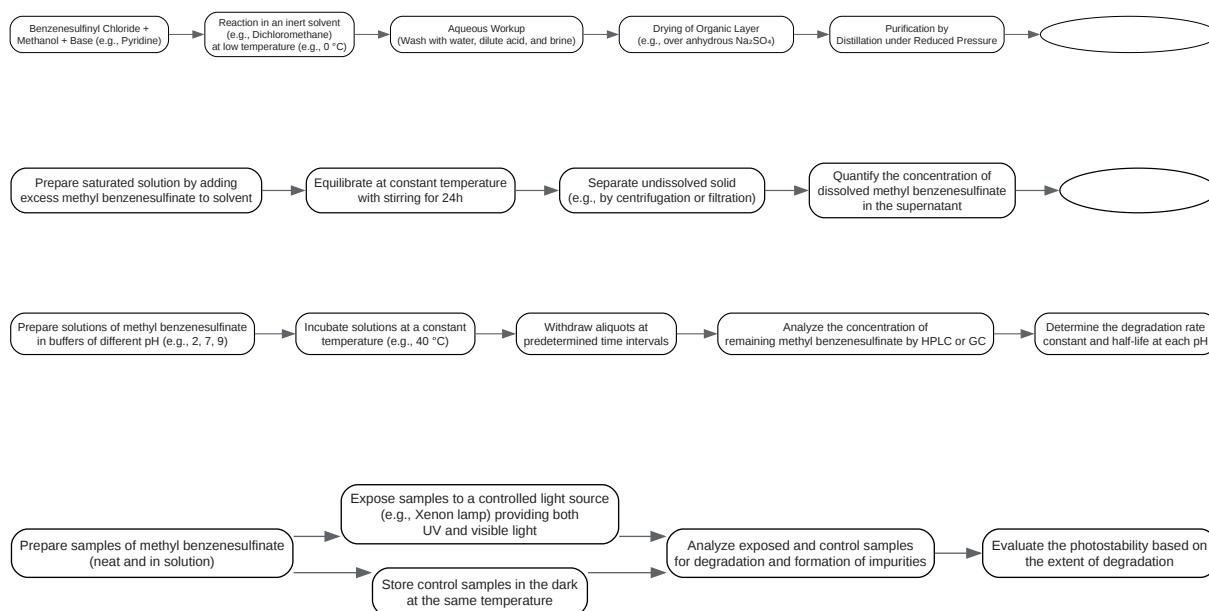 Benzenesulfinyl Chloride +
Methanol + Base (e.g., Pyridine)
Reaction in an inert solvent
(e.g., Dichloromethane)
at low temperature (e.g., 0 °C)
Aqueous Workup
(Wash with water, dilute acid, and brine)
Drying of Organic Layer
(e.g., over anhydrous Na₂SO₄)
Purification by
Distillation under Reduced Pressure
Prepare saturated solution by adding
excess methyl benzenesulfinate to solvent
Equilibrate at constant temperature
with stirring for 24h
Separate undissolved solid
(e.g., by centrifugation or filtration)
Quantify the concentration of
dissolved methyl benzenesulfinate
in the supernatant
Prepare solutions of methyl benzenesulfinate
in buffers of different pH (e.g., 2, 7, 9)
Incubate solutions at a constant
temperature (e.g., 40 °C)
Withdraw aliquots at
predetermined time intervals
Analyze the concentration of
remaining methyl benzenesulfinate by HPLC or GC
Determine the degradation rate
constant and half-life at each pH
Prepare samples of methyl benzenesulfinate
(neat and in solution)
Expose samples to a controlled light source
(e.g., Xenon lamp) providing both
UV and visible light
Store control samples in the dark
at the same temperature
Analyze exposed and control samples
for degradation and formation of impurities
Evaluate the photostability based on
the extent of degradation